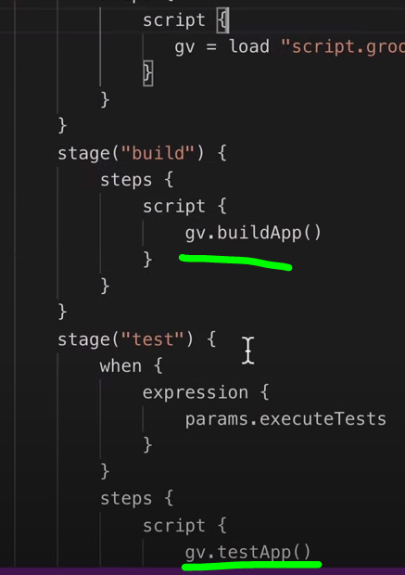 script {
gv = load "script.groo
}
}
}
stage("build") {
steps {
script {
gv.buildApp()
}
}
}
stage("test") {
when {
expression {
params.executeTests
}
}
steps {
script {
gv.testApp()